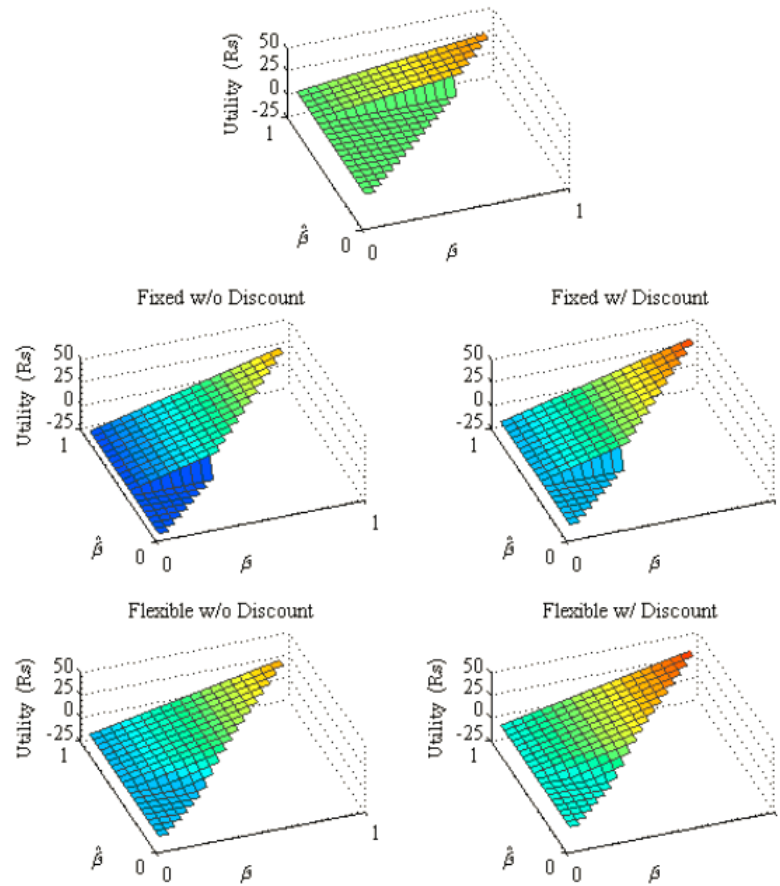 Utility (Rs)
50
25
0
-25
1
0
β̂
0
β
1
Fixed w/o Discount
Utility (Rs)
50
25
0
-25
1
0
β̂
0
β
1
Fixed w/ Discount
Utility (Rs)
50
25
0
-25
1
0
β̂
0
β
Flexible w/o Discount
Utility (Rs)
50
25
0
-25
1
0
β̂
0
β
1
Flexible w/ Discount
Utility (Rs)
50
25
0
-25
1
0
β̂
0
β